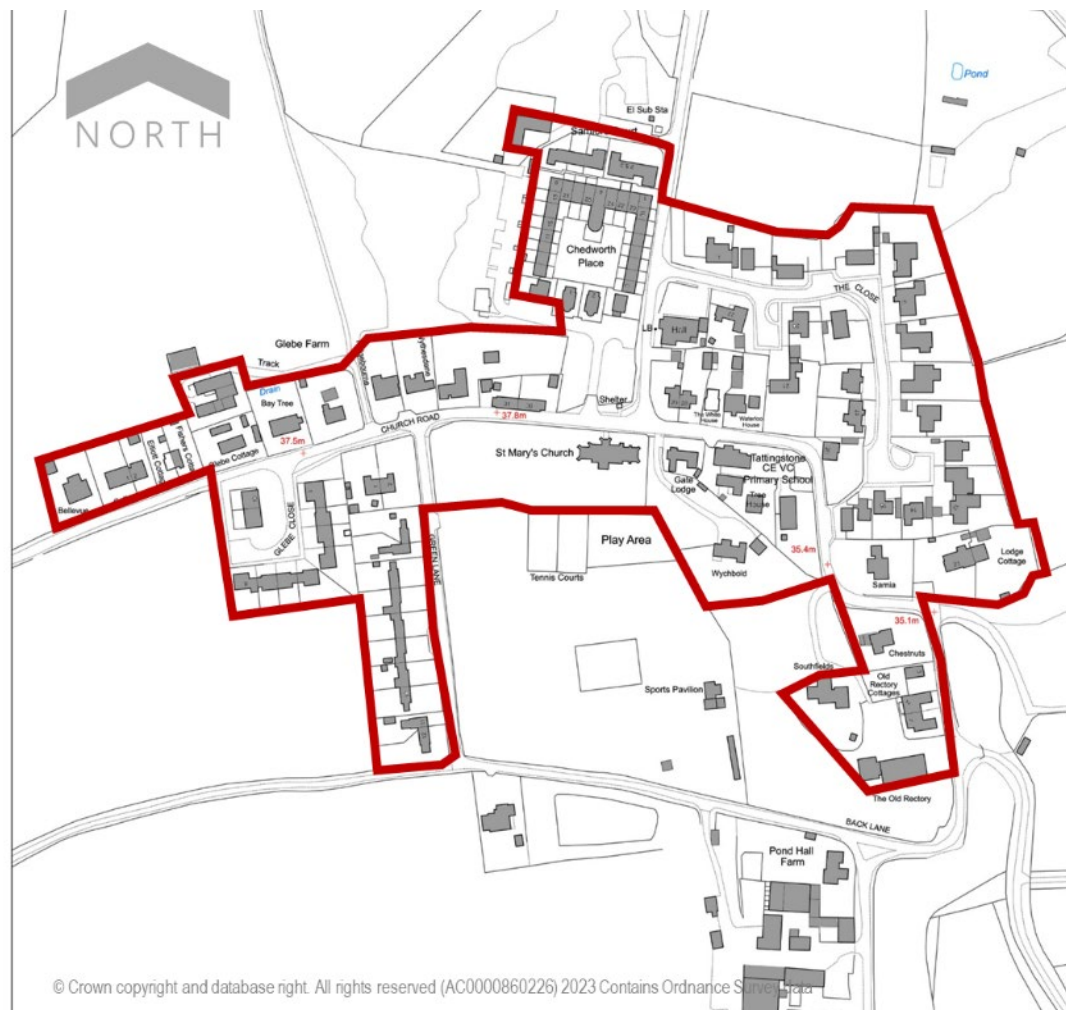 NORTH
Pond
El Sub Sta
Chedworth
Place
THE CLOSE
LB
Hall
Glebe Farm
Track
Drain
Bay Tree
37.8m
Shelter
CHURCH ROAD
The White
House
Waterloo
House
37.5m
Glebe Cottage
Elliott Cottage
St Mary's Church
Tattingstone
CE VC
Primary School
Gate
Lodge
Tree
House
Bellevue
GLEBE CLOSE
GREEN LANE
Play Area
Tennis Courts
35.4m
Wychbold
Samia
Lodge
Cottage
35.1m
Chestnuts
Southfields
Old
Rectory
Cottages
Sports Pavilion
The Old Rectory
BACK LANE
Pond Hall
Farm
© Crown copyright and database right. All rights reserved (AC0000860226) 2023 Contains Ordnance Survey data